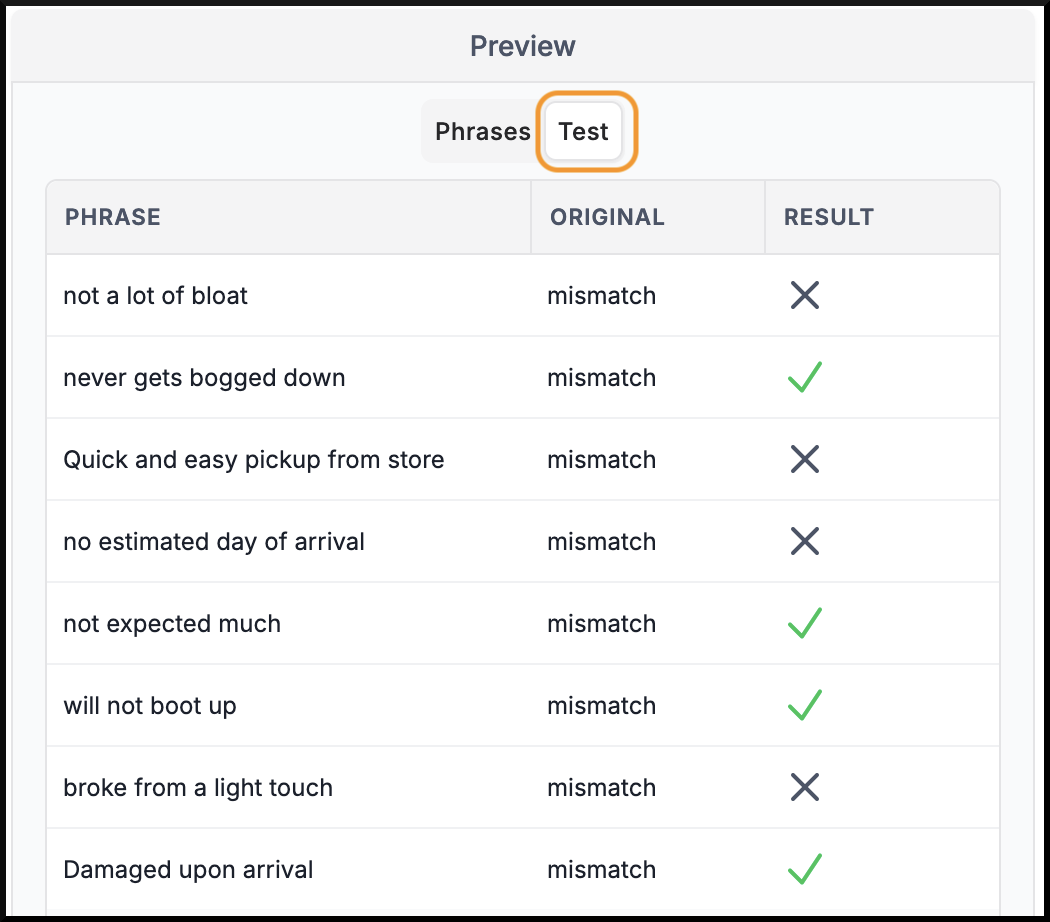 Preview
Phrases Test
PHRASE ORIGINAL RESULT
not a lot of bloat mismatch
never gets bogged down mismatch
Quick and easy pickup from store mismatch
no estimated day of arrival mismatch
not expected much mismatch
will not boot up mismatch
broke from a light touch mismatch
Damaged upon arrival mismatch